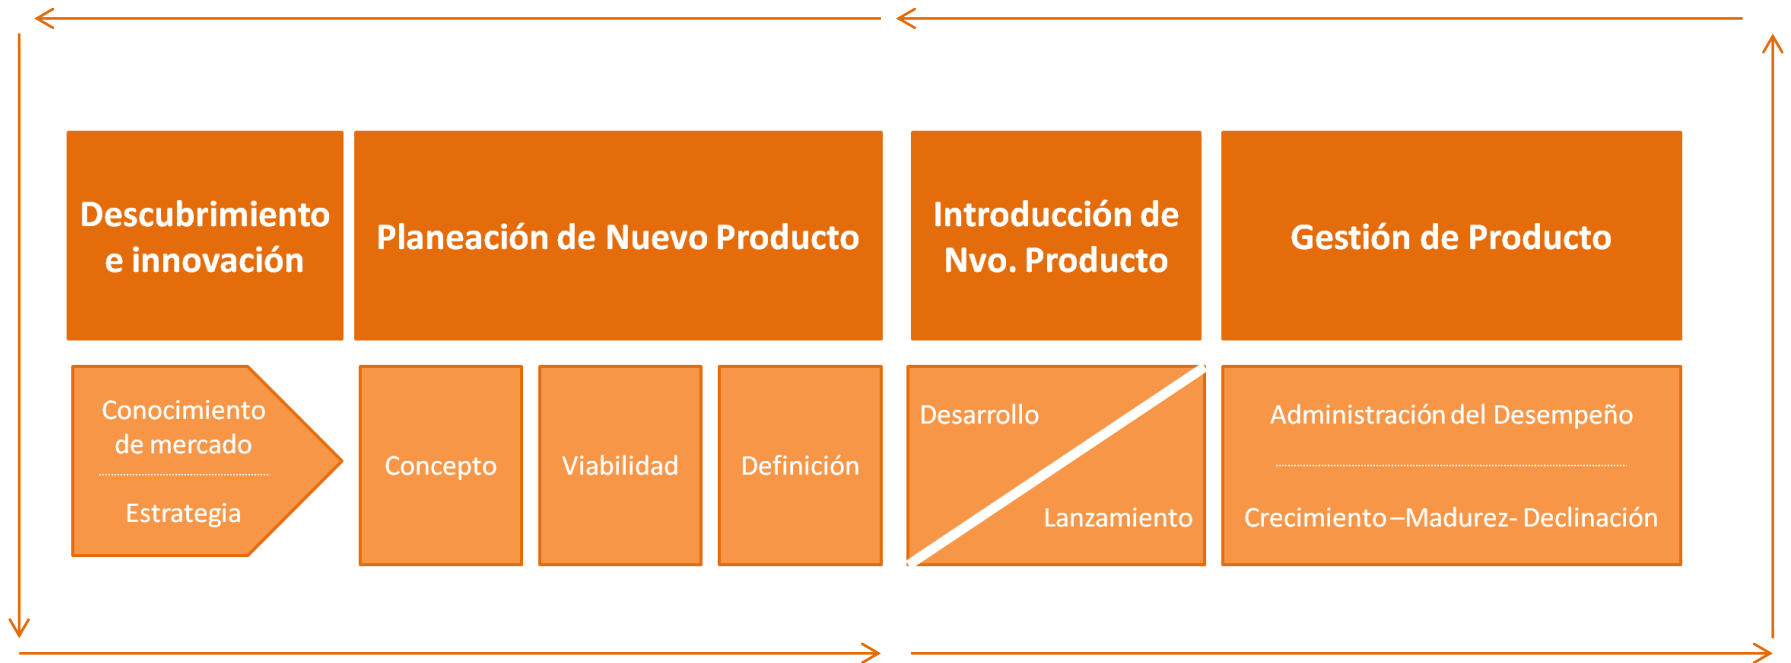 Descubrimiento
e innovación
Planeación de Nuevo Producto
Introducción de
Nvo. Producto
Gestión de Producto
Conocimiento
de mercado
Estrategia
Concepto
Viabilidad
Definición
Desarrollo
Lanzamiento
Administración del Desempeño
Crecimiento –Madurez- Declinación